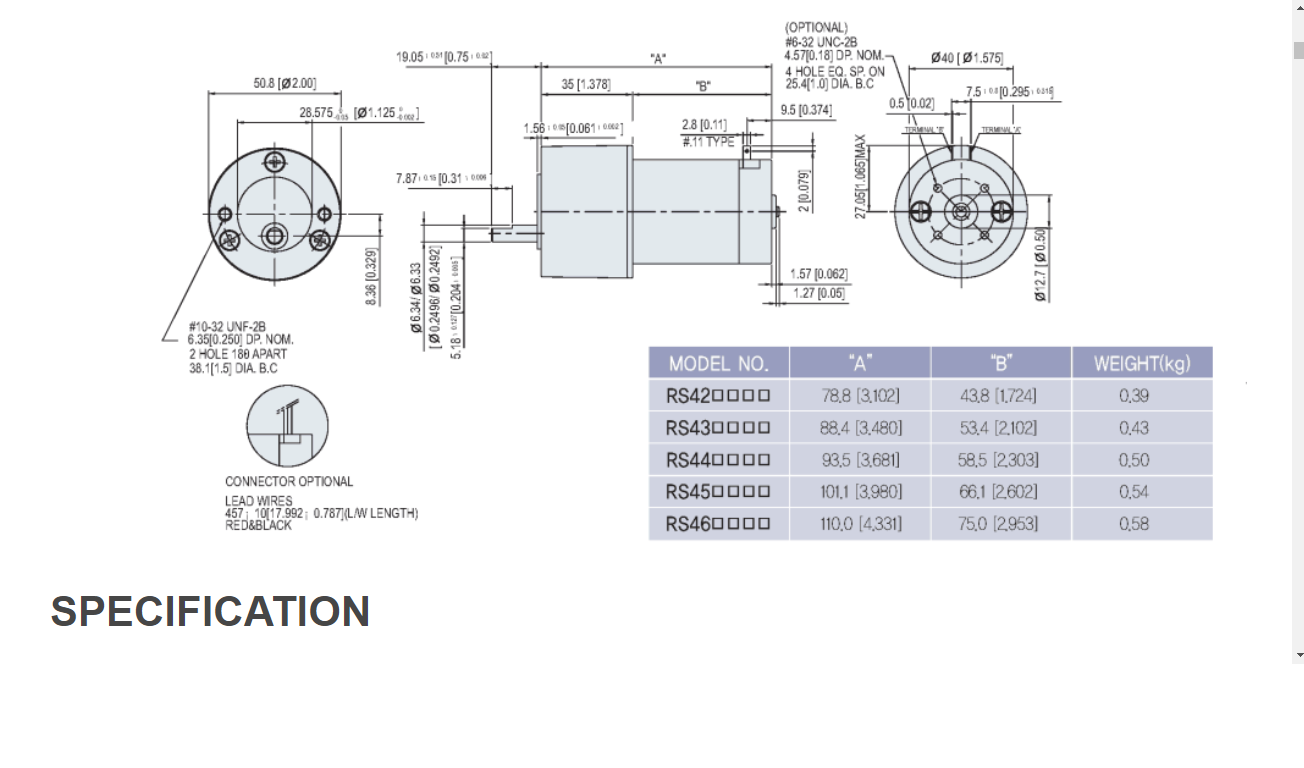 (OPTIONAL)
#6-32 UNC-2B
4.57[0.18] DP. NOM.
4 HOLE EQ. SP. ON
25.4[1.0] DIA. B.C
19.05 [0.75
"A"
Ø40 [Ø1.575]
50.8 [Ø2.00]
35 [1.378]
"B"
7.5 [0.295
28.575 [Ø1.125 ]
9.5 [0.374]
0.5 [0.02]
1.56 [0.061 ]
2.8 [0.11]
#.11 TYPE
TERMINAL "B"
TERMINAL "A"
7.87 [0.31
2 [0.079]
27.05[1.065]MAX
8.36 [0.329]
Ø6.34/Ø6.33
[Ø0.2496/Ø0.2492]
5.18 [0.204 ]
1.57 [0.062]
1.27 [0.05]
Ø12.7 [Ø0.50]
#10-32 UNF-2B
6.35[0.250] DP. NOM.
2 HOLE 180 APART
38.1[1.5] DIA. B.C
MODEL NO. "A" "B" WEIGHT(kg)
RS42□□□□ 78.8 [3.102] 43.8 [1.724] 0.39
RS43□□□□ 88.4 [3.480] 53.4 [2.102] 0.43
RS44□□□□ 93.5 [3.681] 58.5 [2.303] 0.50
RS45□□□□ 101.1 [3.980] 66.1 [2.602] 0.54
RS46□□□□ 110.0 [4.331] 75.0 [2.953] 0.58
CONNECTOR OPTIONAL
LEAD WIRES
457¡ 10[17.992¡ 0.787](L/W LENGTH)
RED&BLACK
SPECIFICATION